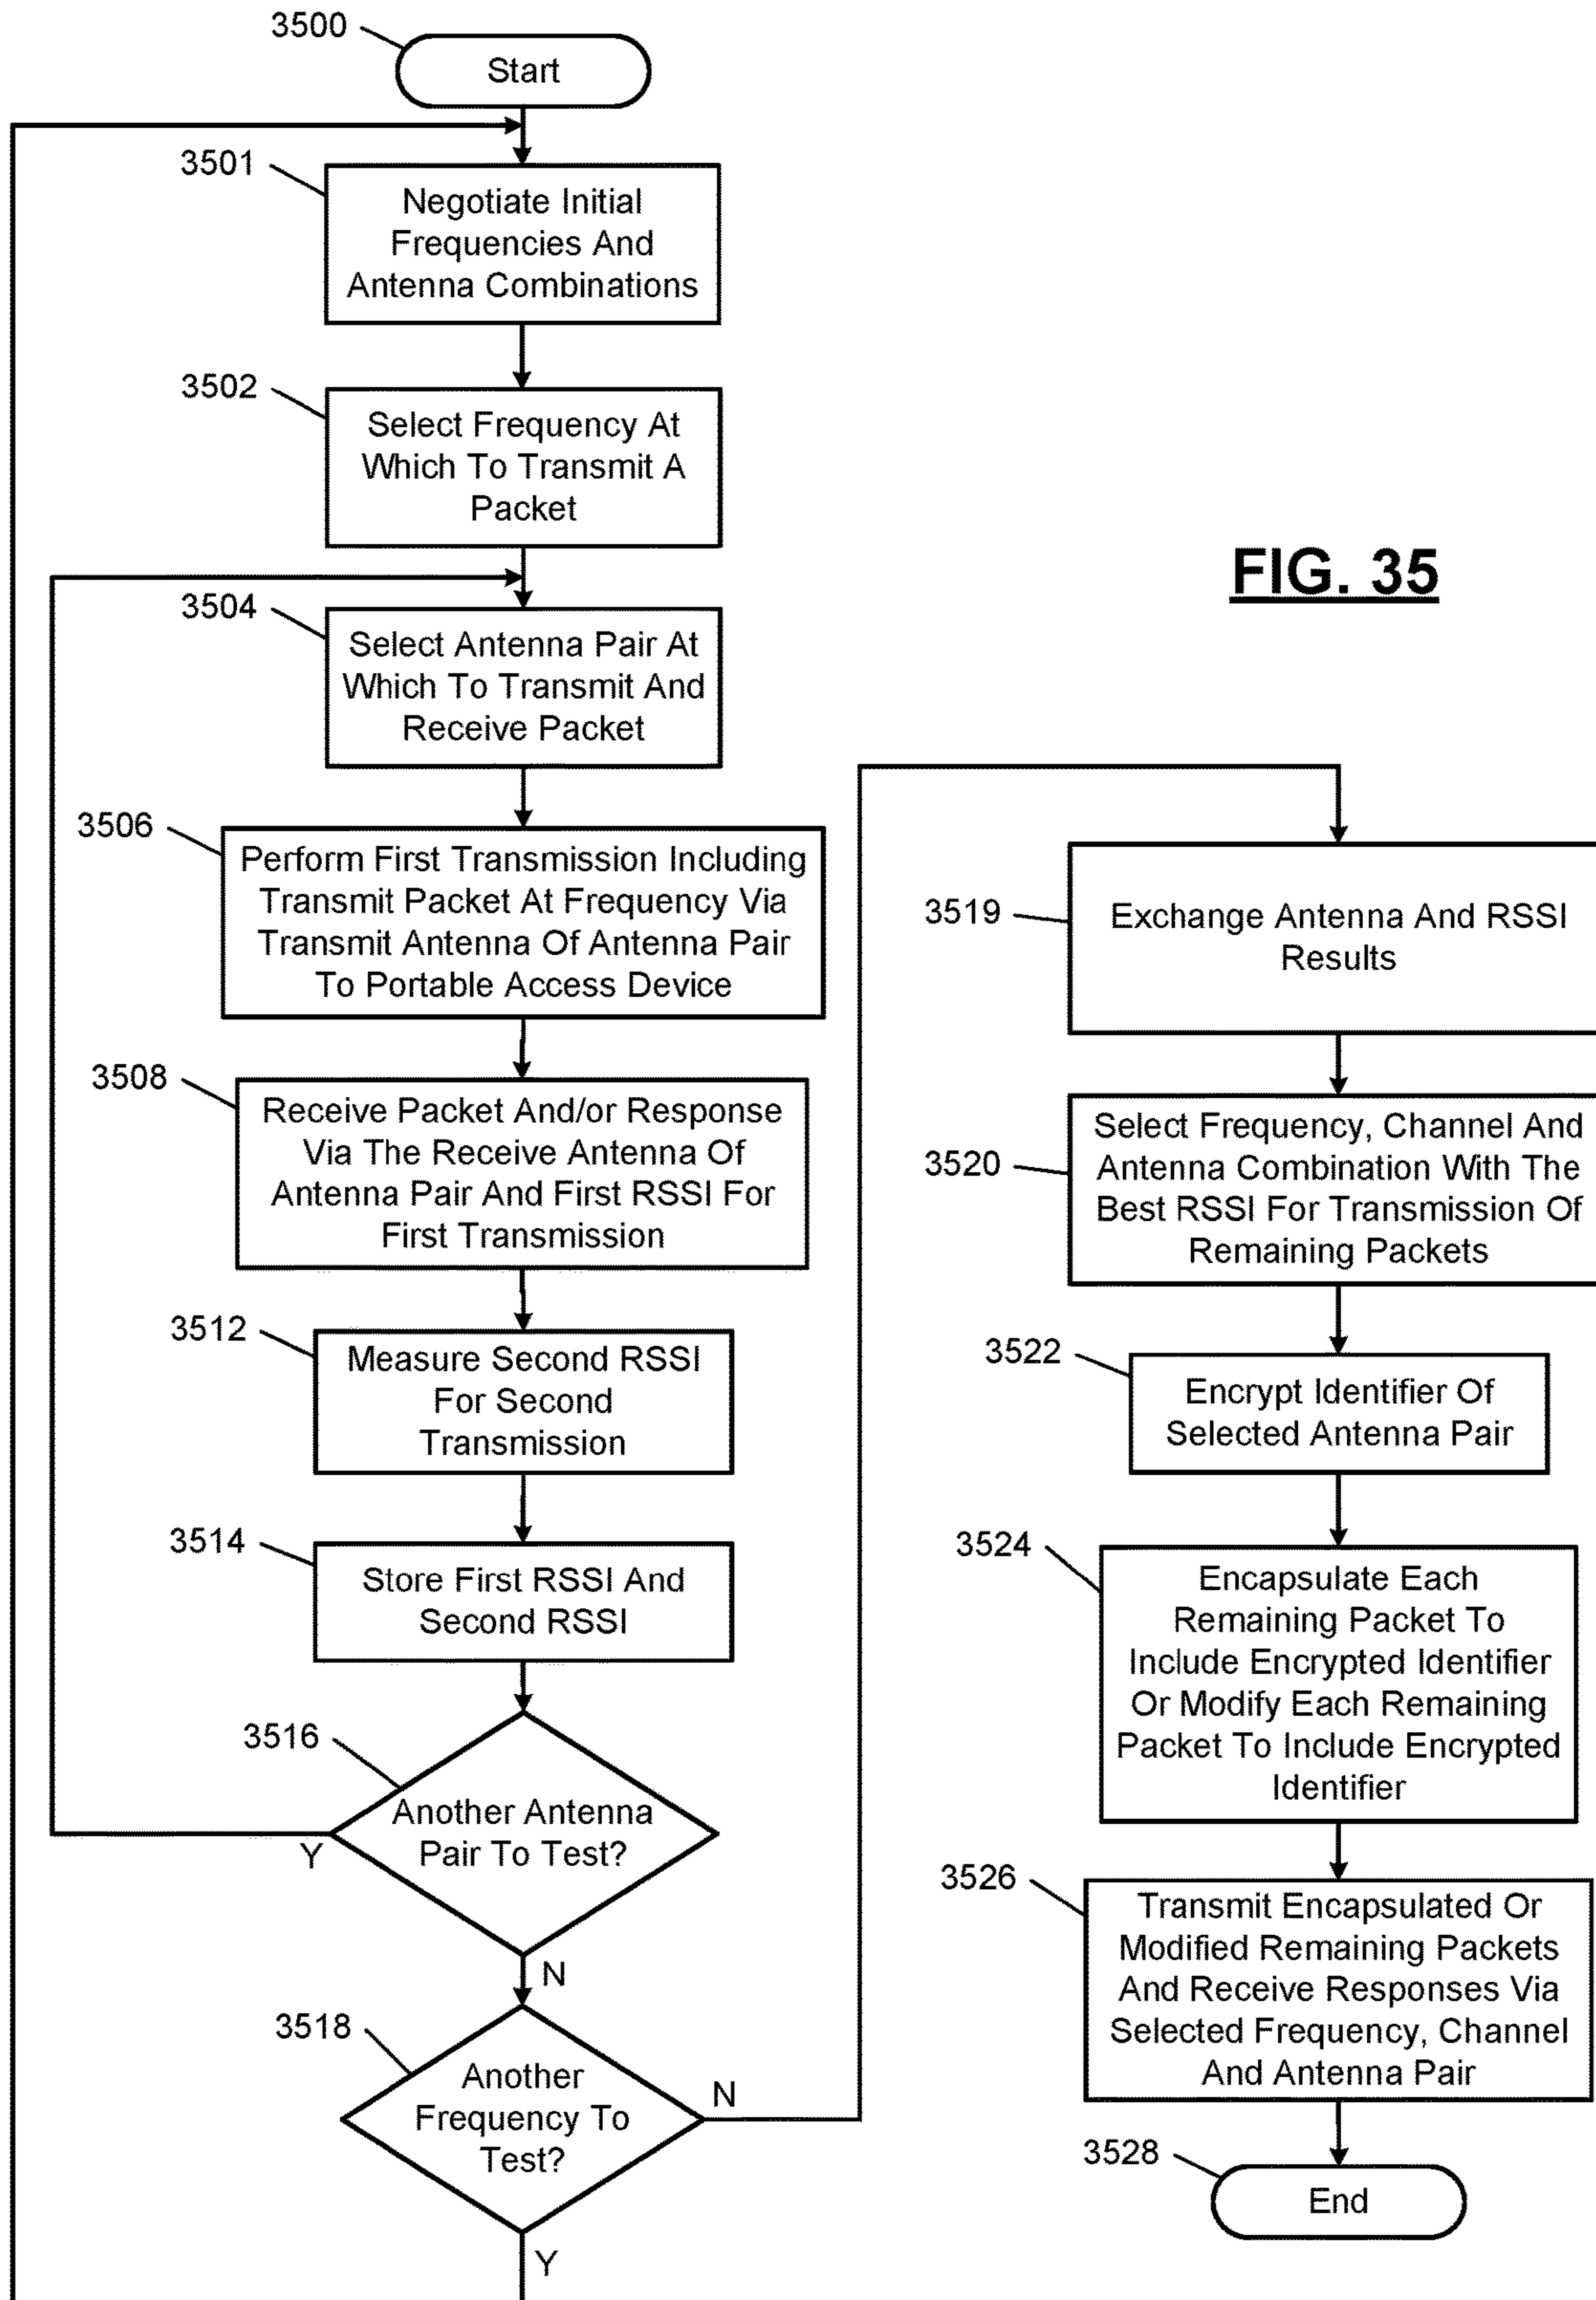 3500
Start
3501
Negotiate Initial
Frequencies And
Antenna Combinations
3502
Select Frequency At
Which To Transmit A
Packet
3504
Select Antenna Pair At
Which To Transmit And
Receive Packet
3506
Perform First Transmission Including
Transmit Packet At Frequency Via
Transmit Antenna Of Antenna Pair
To Portable Access Device
3508
Receive Packet And/or Response
Via The Receive Antenna Of
Antenna Pair And First RSSI For
First Transmission
3512
Measure Second RSSI
For Second
Transmission
3514
Store First RSSI And
Second RSSI
3516
Another Antenna
Pair To Test?
Y
N
3518
Another
Frequency To
Test?
N
Y
FIG. 35
3519
Exchange Antenna And RSSI
Results
3520
Select Frequency, Channel And
Antenna Combination With The
Best RSSI For Transmission Of
Remaining Packets
3522
Encrypt Identifier Of
Selected Antenna Pair
3524
Encapsulate Each
Remaining Packet To
Include Encrypted Identifier
Or Modify Each Remaining
Packet To Include Encrypted
Identifier
3526
Transmit Encapsulated Or
Modified Remaining Packets
And Receive Responses Via
Selected Frequency, Channel
And Antenna Pair
3528
End